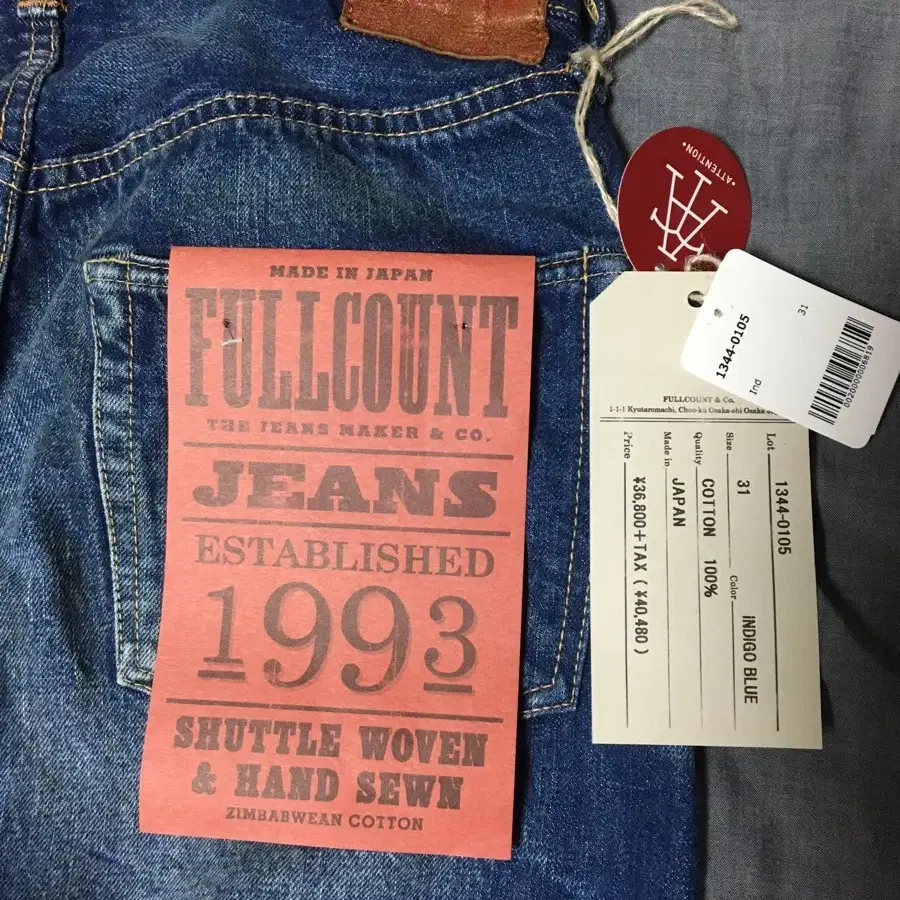 MADE IN JAPAN
FULLCOUNT
THE JEANS MAKER & CO.
JEANS
ESTABLISHED
1993
SHUTTLE WOVEN
& HAND SEWN
ZIMBABWEAN COTTON
•ATTENTION•
1344-0105
31
Ind
0020000006819
FULLCOUNT & Co.
1-1-1 Kyutaromachi, Chuo-ku Osaka-shi Osaka
Lot 1344-0105
Size 31 Color INDIGO BLUE
Quality COTTON 100%
Made in JAPAN
Price ¥36,800+TAX (¥40,480)